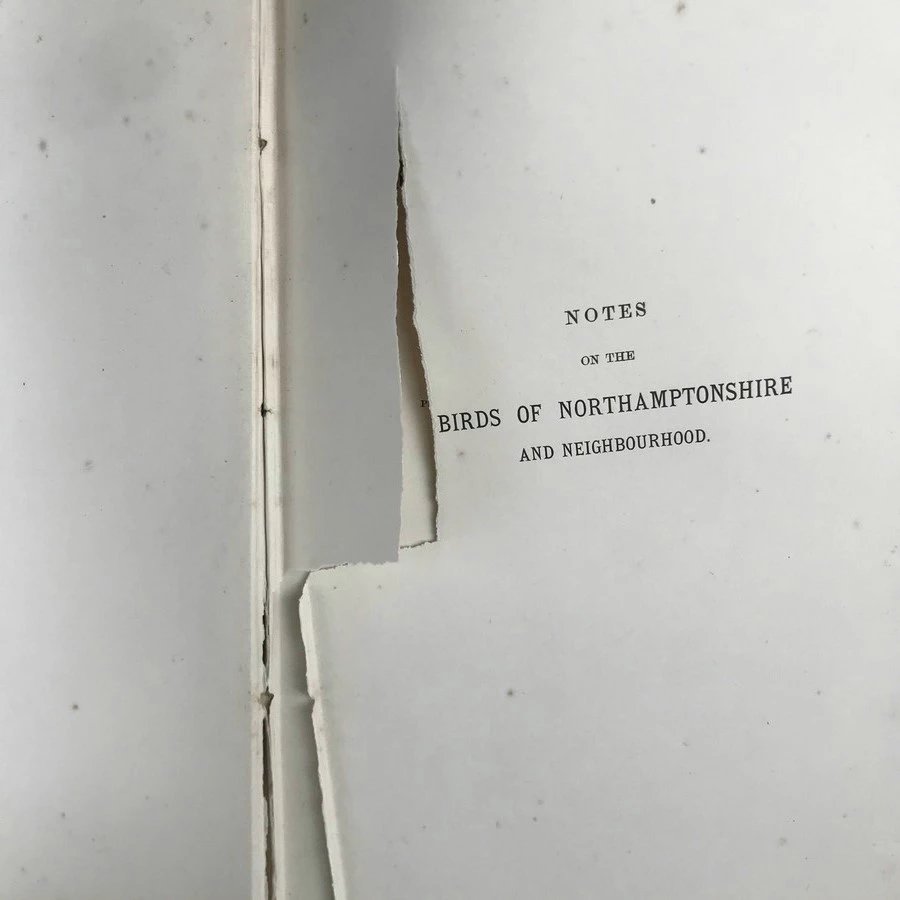 NOTES
ON THE
BIRDS OF NORTHAMPTONSHIRE
AND NEIGHBOURHOOD.